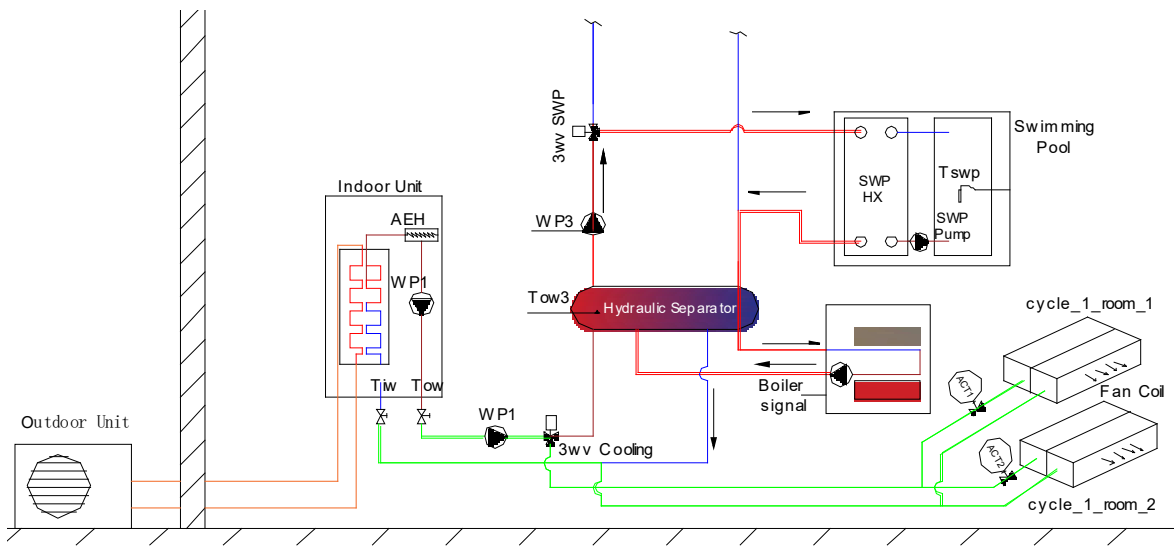 3wv SWP
Swimming
Pool
SWP
HX
Tswp
SWP
Pump
Indoor Unit
AEH
WP1
WP3
Tow3
Hydraulic Separator
cycle_1_room_1
Tiw
Tow
Boiler
signal
ACT1
Fan Coil
Outdoor Unit
WP1
3wv Cooling
ACT2
cycle_1_room_2